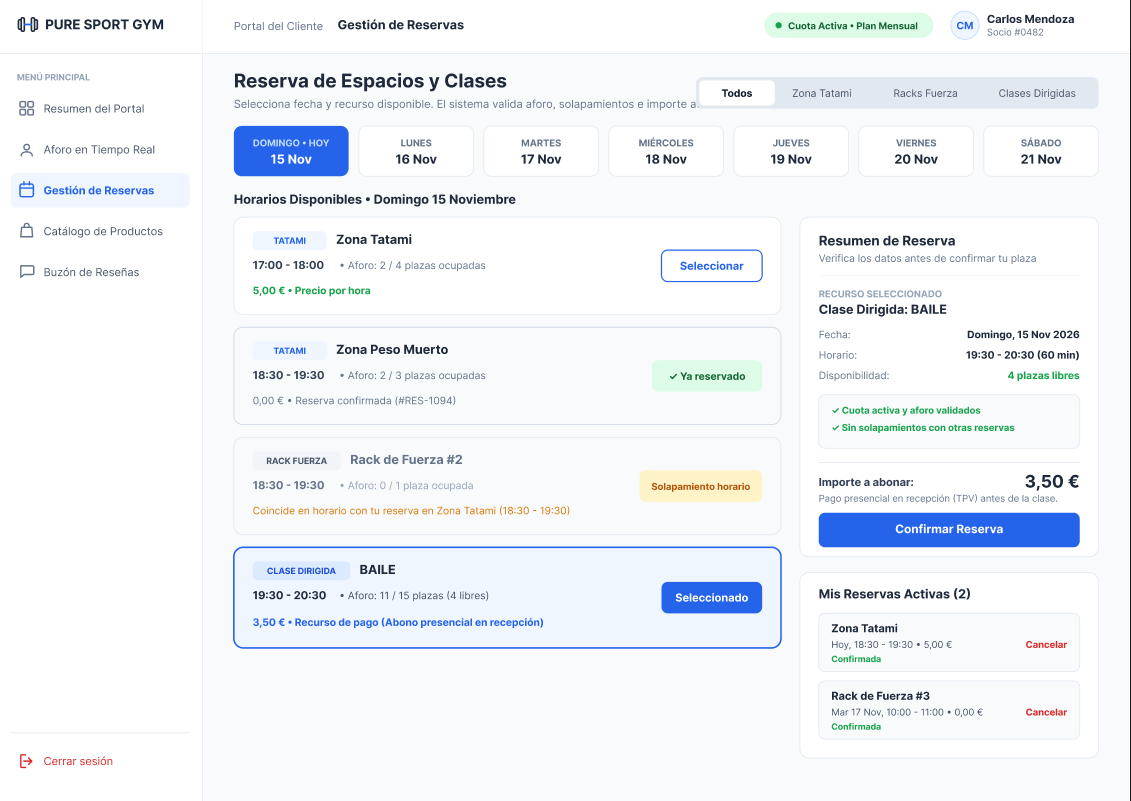 PURE SPORT GYM
MENÚ PRINCIPAL
Resumen del Portal
Aforo en Tiempo Real
Gestión de Reservas
Catálogo de Productos
Buzón de Reseñas
Cerrar sesión
Portal del Cliente Gestión de Reservas
Cuota Activa • Plan Mensual
CM
Carlos Mendoza
Socio #0482
Reserva de Espacios y Clases
Selecciona fecha y recurso disponible. El sistema valida aforo, solapamientos e importe a.
Todos Zona Tatami Racks Fuerza Clases Dirigidas
DOMINGO • HOY
15 Nov
LUNES
16 Nov
MARTES
17 Nov
MIÉRCOLES
18 Nov
JUEVES
19 Nov
VIERNES
20 Nov
SÁBADO
21 Nov
Horarios Disponibles • Domingo 15 Noviembre
TATAMI Zona Tatami
17:00 - 18:00 • Aforo: 2 / 4 plazas ocupadas
5,00 € • Precio por hora
Seleccionar
TATAMI Zona Peso Muerto
18:30 - 19:30 • Aforo: 2 / 3 plazas ocupadas
0,00 € • Reserva confirmada (#RES-1094)
✓ Ya reservado
RACK FUERZA Rack de Fuerza #2
18:30 - 19:30 • Aforo: 0 / 1 plaza ocupada
Coincide en horario con tu reserva en Zona Tatami (18:30 - 19:30)
Solapamiento horario
CLASE DIRIGIDA BAILE
19:30 - 20:30 • Aforo: 11 / 15 plazas (4 libres)
3,50 € • Recurso de pago (Abono presencial en recepción)
Seleccionado
Resumen de Reserva
Verifica los datos antes de confirmar tu plaza
RECURSO SELECCIONADO
Clase Dirigida: BAILE
Fecha: Domingo, 15 Nov 2026
Horario: 19:30 - 20:30 (60 min)
Disponibilidad: 4 plazas libres
✓ Cuota activa y aforo validados
✓ Sin solapamientos con otras reservas
Importe a abonar: 3,50 €
Pago presencial en recepción (TPV) antes de la clase.
Confirmar Reserva
Mis Reservas Activas (2)
Zona Tatami
Hoy, 18:30 - 19:30 • 5,00 €
Confirmada
Cancelar
Rack de Fuerza #3
Mar 17 Nov, 10:00 - 11:00 • 0,00 €
Confirmada
Cancelar